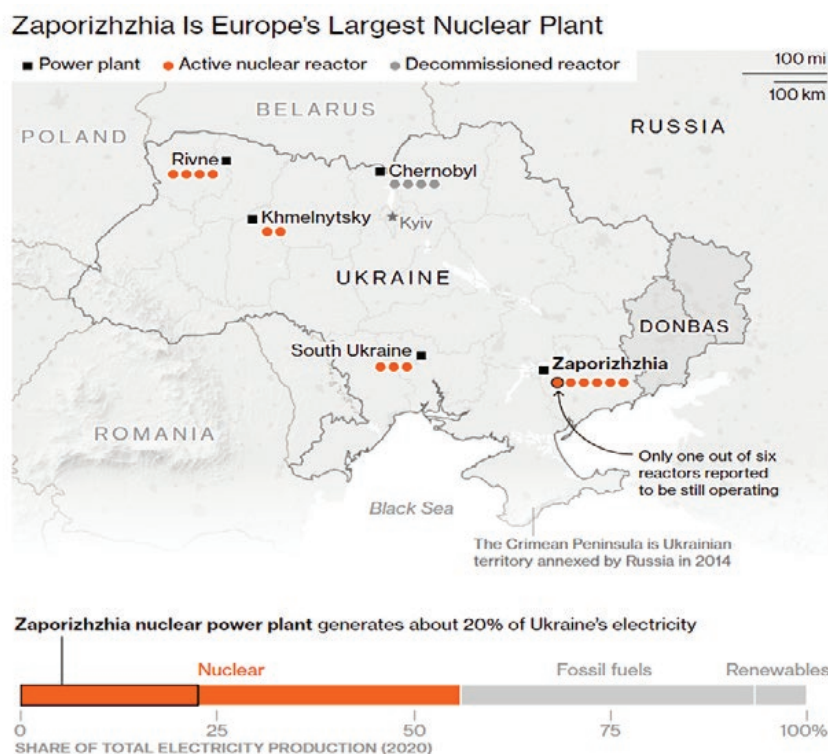 Zaporizhzhia Is Europe's Largest Nuclear Plant
Power plant Active nuclear reactor Decommissioned reactor
100 mi
100 km
BELARUS
POLAND
RUSSIA
Rivne
Chernobyl
Khmelnytsky
Kyiv
UKRAINE
DONBAS
South Ukraine
Zaporizhzhia
ROMANIA
Only one out of six
reactors reported
to be still operating
Black Sea
The Crimean Peninsula is Ukrainian
territory annexed by Russia in 2014
Zaporizhzhia nuclear power plant generates about 20% of Ukraine's electricity
Nuclear Fossil fuels Renewables
0 25 50 75 100%
SHARE OF TOTAL ELECTRICITY PRODUCTION (2020)